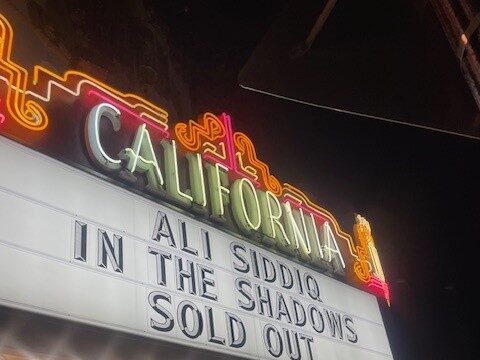 CALIFORNIA
ALI SIDDIQ
IN THE SHADOWS
SOLD OUT